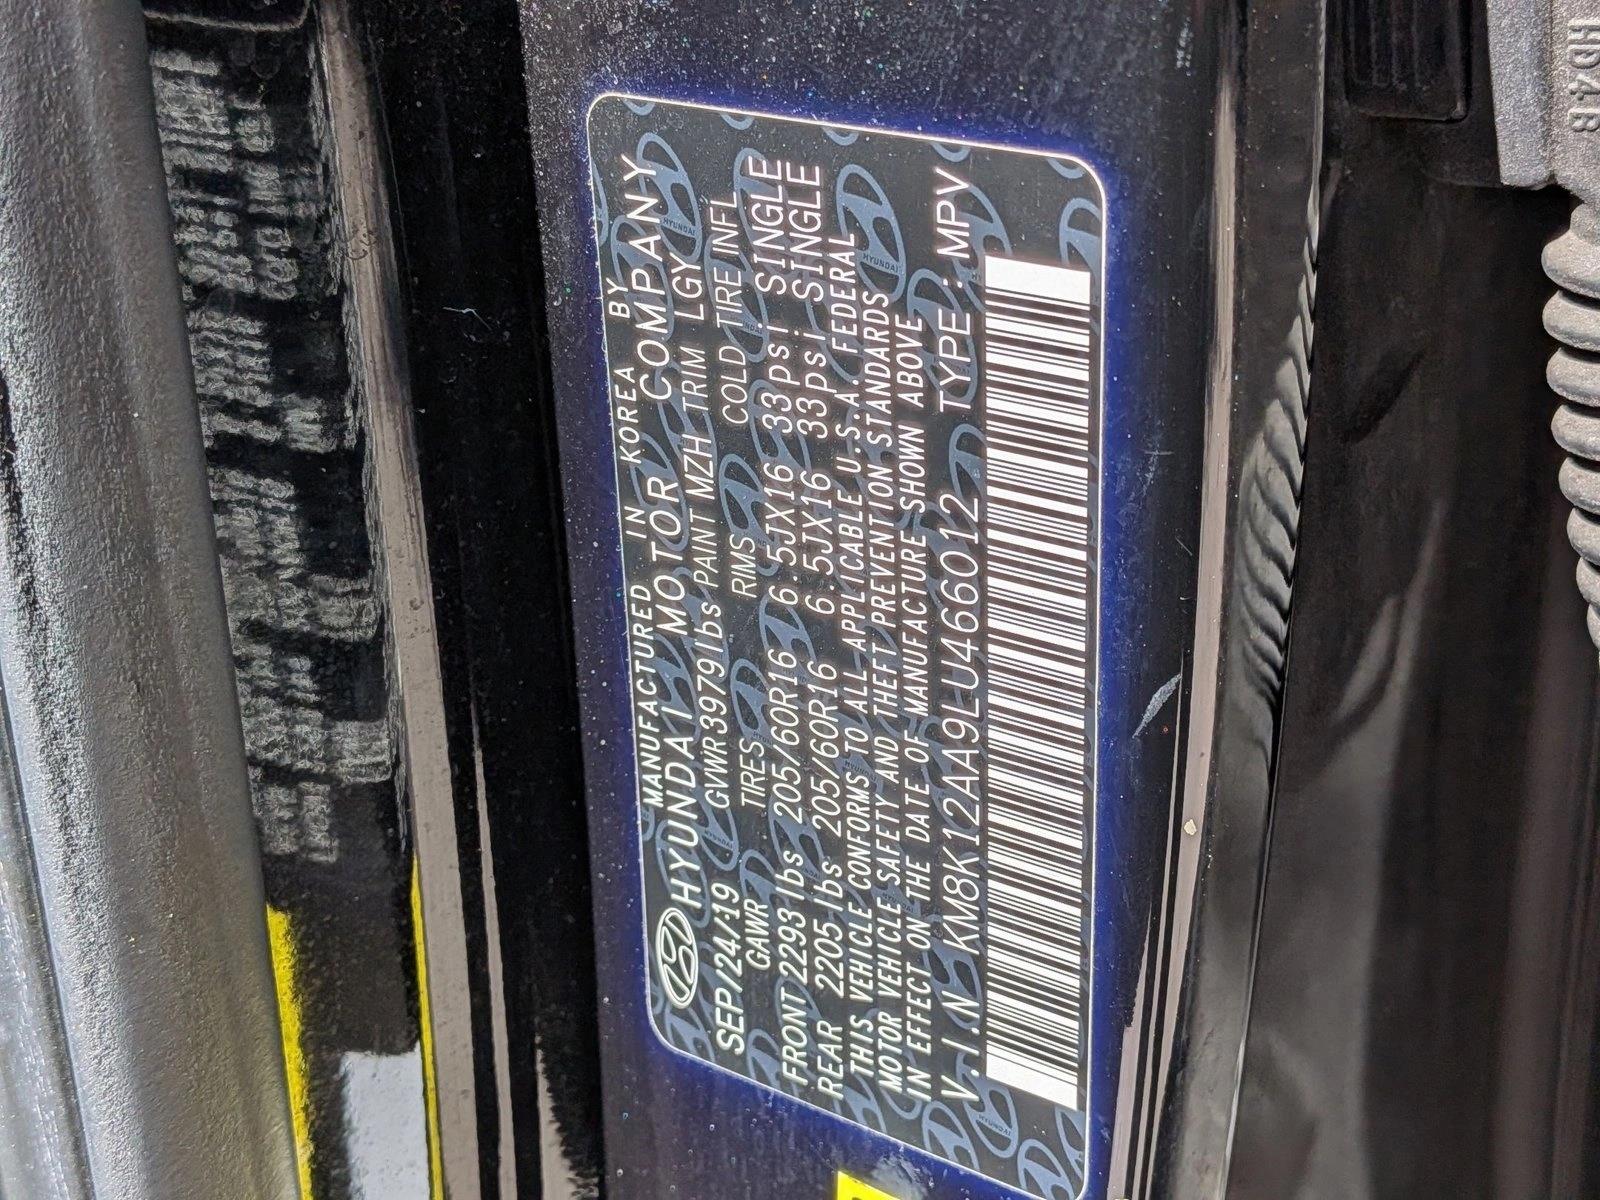 MANUFACTURED IN KOREA BY
HYUNDAI MOTOR COMPANY
SEP/24/19 GVWR 3979lbs PAINT MZH TRIM LGY
GAWR TIRES RIMS COLD TIRE INFL
FRONT 2293lbs 205/60R16 6.5JX16 33psi SINGLE
REAR 2205lbs 205/60R16 6.5JX16 33psi SINGLE
THIS VEHICLE CONFORMS TO ALL APPLICABLE U.S.A. FEDERAL
MOTOR VEHICLE SAFETY AND THEFT PREVENTION STANDARDS
IN EFFECT ON THE DATE OF MANUFACTURE SHOWN ABOVE
V.I.N KM8K12AA9LU466012 TYPE:MPV
HD4B